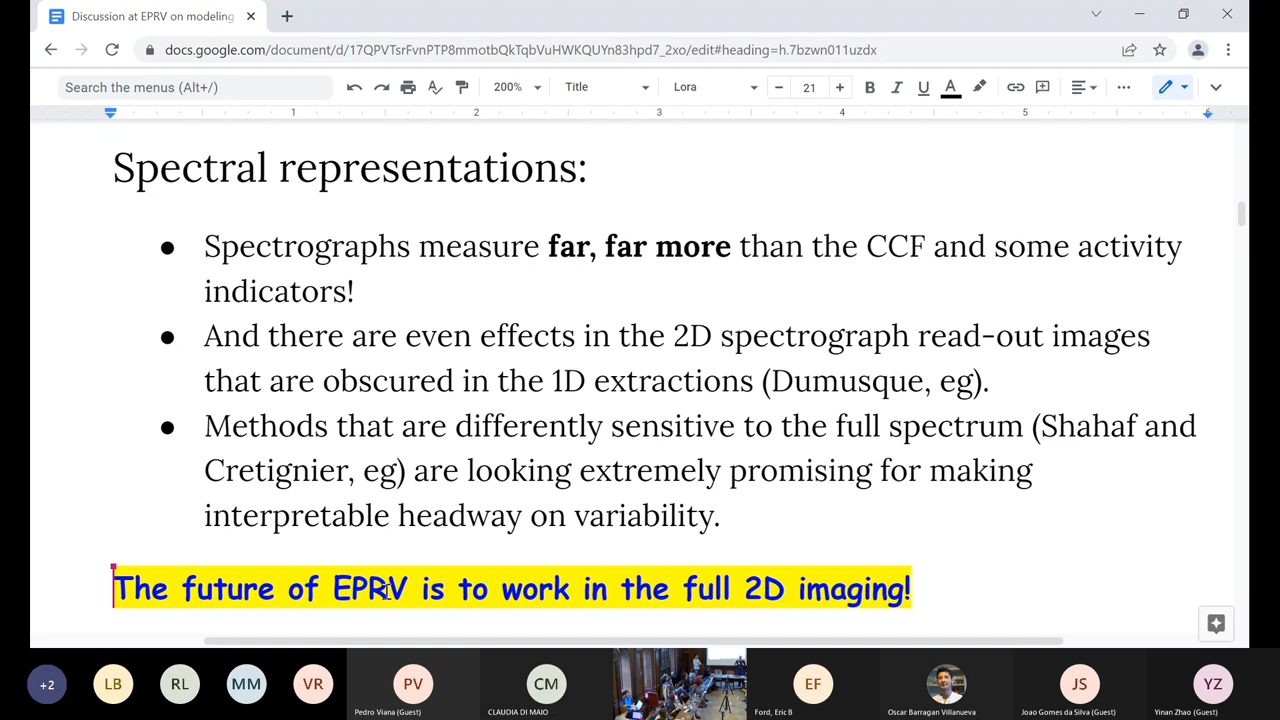 Discussion at EPRV on modeling
docs.google.com/document/d/17QPVTsrFvnPTP8mmotbQkTqbVuHWKQUYn83hpd7_2xo/edit#heading=h.7bzwn011uzdx
Search the menus (Alt+/)
200%
Title
Lora
21
B I U A
1 2 3 4 5 6
Spectral representations:
● Spectrographs measure far, far more than the CCF and some activity
indicators!
● And there are even effects in the 2D spectrograph read-out images
that are obscured in the 1D extractions (Dumusque, eg).
● Methods that are differently sensitive to the full spectrum (Shahaf and
Cretignier, eg) are looking extremely promising for making
interpretable headway on variability.
The future of EPRV is to work in the full 2D imaging!
+2
LB
RL
MM
VR
PV
CM
EF
JS
YZ
Pedro Viana (Guest)
CLAUDIA DI MAIO
Ford, Eric B
Oscar Barragan Villanueva
Joao Gomes da Silva (Guest)
Yinan Zhao (Guest)